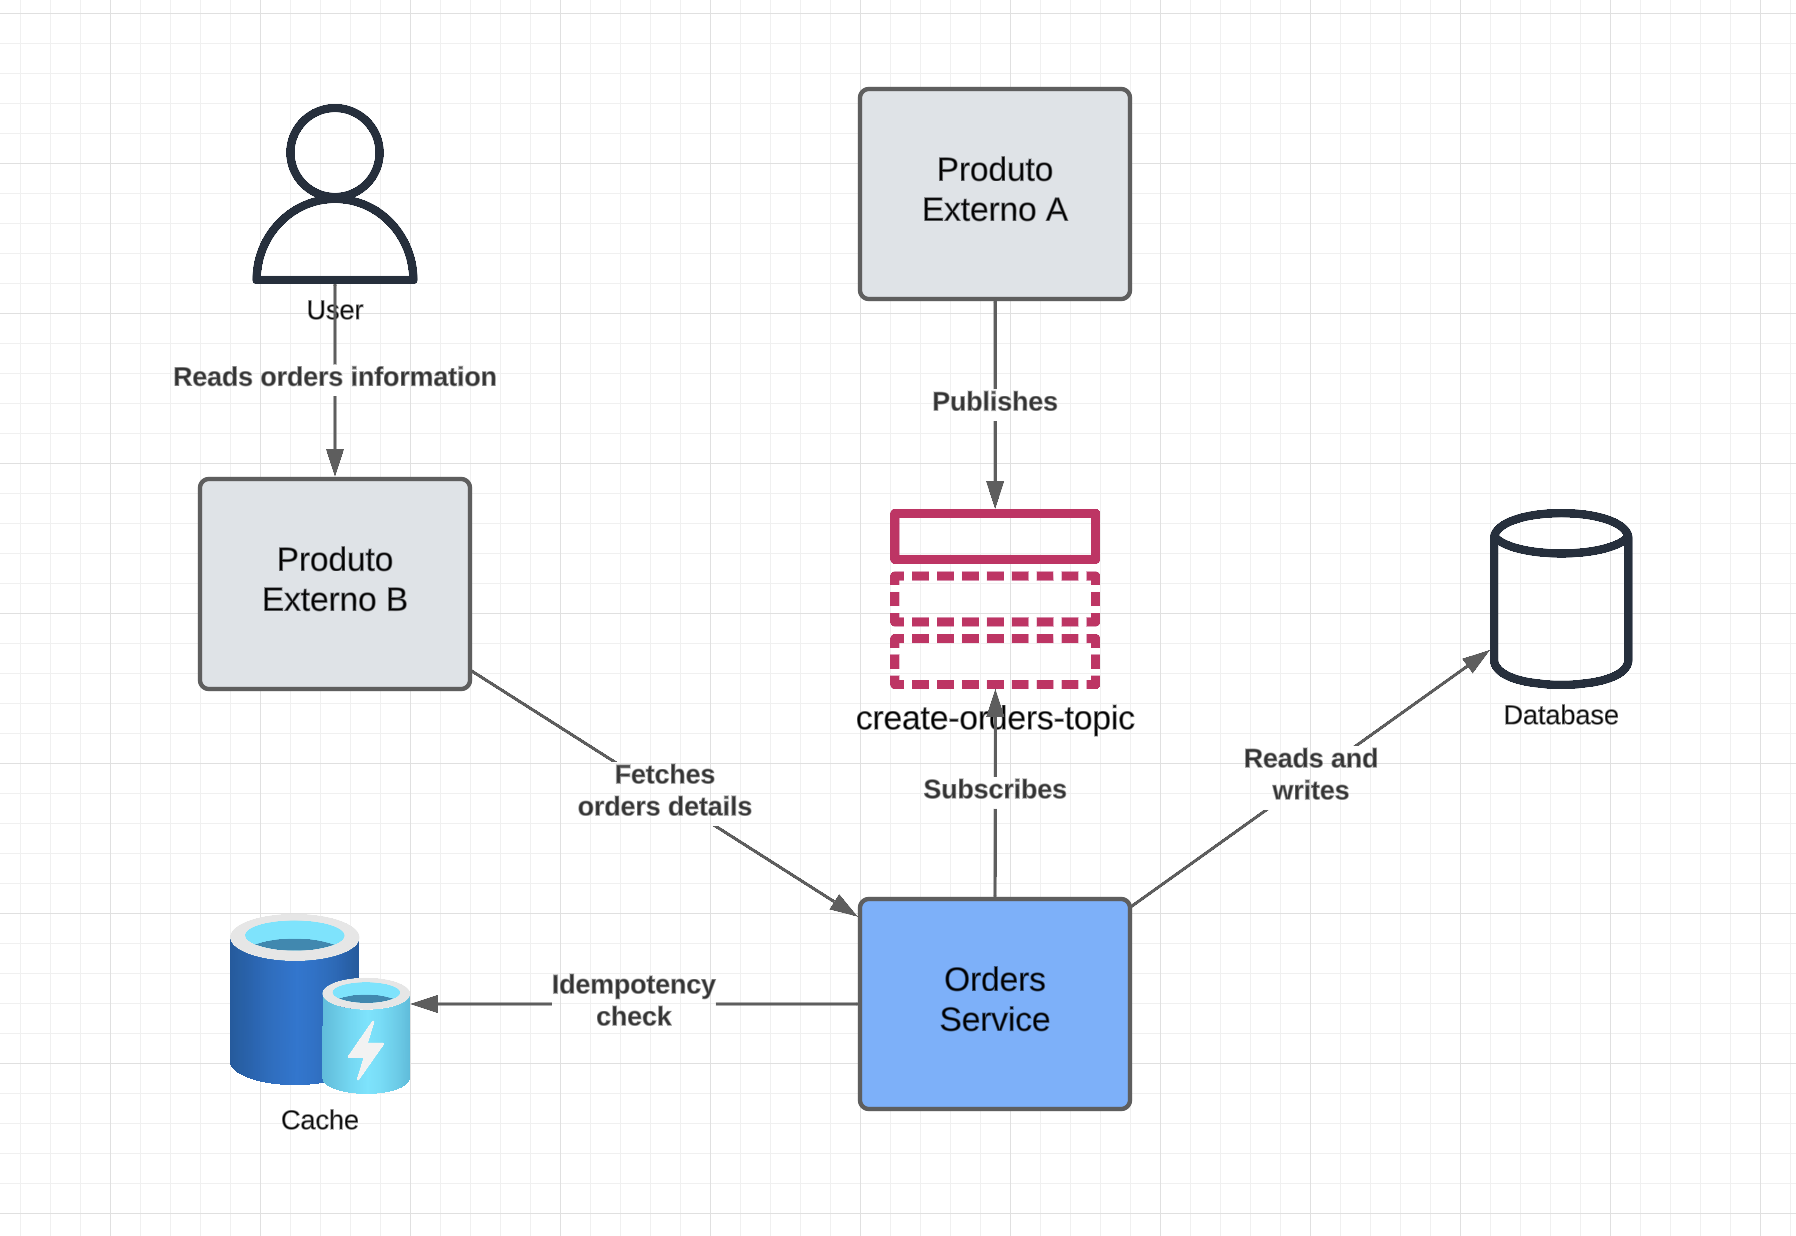 User
Reads orders information
Produto
Externo A
Publishes
Produto
Externo B
create-orders-topic
Database
Fetches
orders details
Subscribes
Reads and
writes
Idempotency
check
Orders
Service
Cache